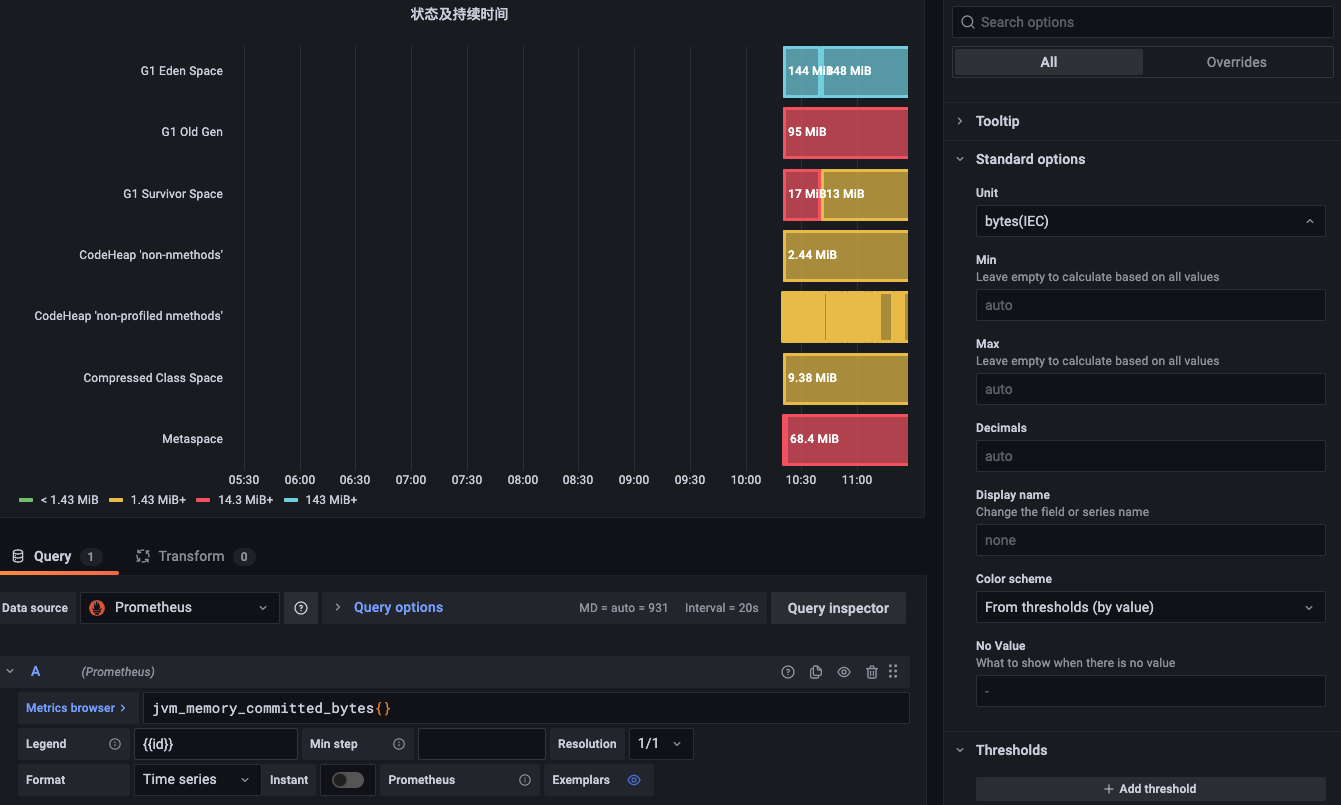 状态及持续时间
G1 Eden Space
144 MiB
348 MiB
G1 Old Gen
95 MiB
G1 Survivor Space
17 MiB
13 MiB
CodeHeap 'non-nmethods'
2.44 MiB
CodeHeap 'non-profiled nmethods'
Compressed Class Space
9.38 MiB
Metaspace
68.4 MiB
05:30 06:00 06:30 07:00 07:30 08:00 08:30 09:00 09:30 10:00 10:30 11:00
< 1.43 MiB 1.43 MiB+ 14.3 MiB+ 143 MiB+
Query 1 Transform 0
Data source Prometheus Query options MD = auto = 931 Interval = 20s Query inspector
A (Prometheus)
Metrics browser > jvm_memory_committed_bytes{}
Legend {{id}} Min step Resolution 1/1
Format Time series Instant Prometheus Exemplars
Search options
All Overrides
Tooltip
Standard options
Unit
bytes(IEC)
Min
Leave empty to calculate based on all values
auto
Max
Leave empty to calculate based on all values
auto
Decimals
auto
Display name
Change the field or series name
none
Color scheme
From thresholds (by value)
No Value
What to show when there is no value
-
Thresholds
+ Add threshold